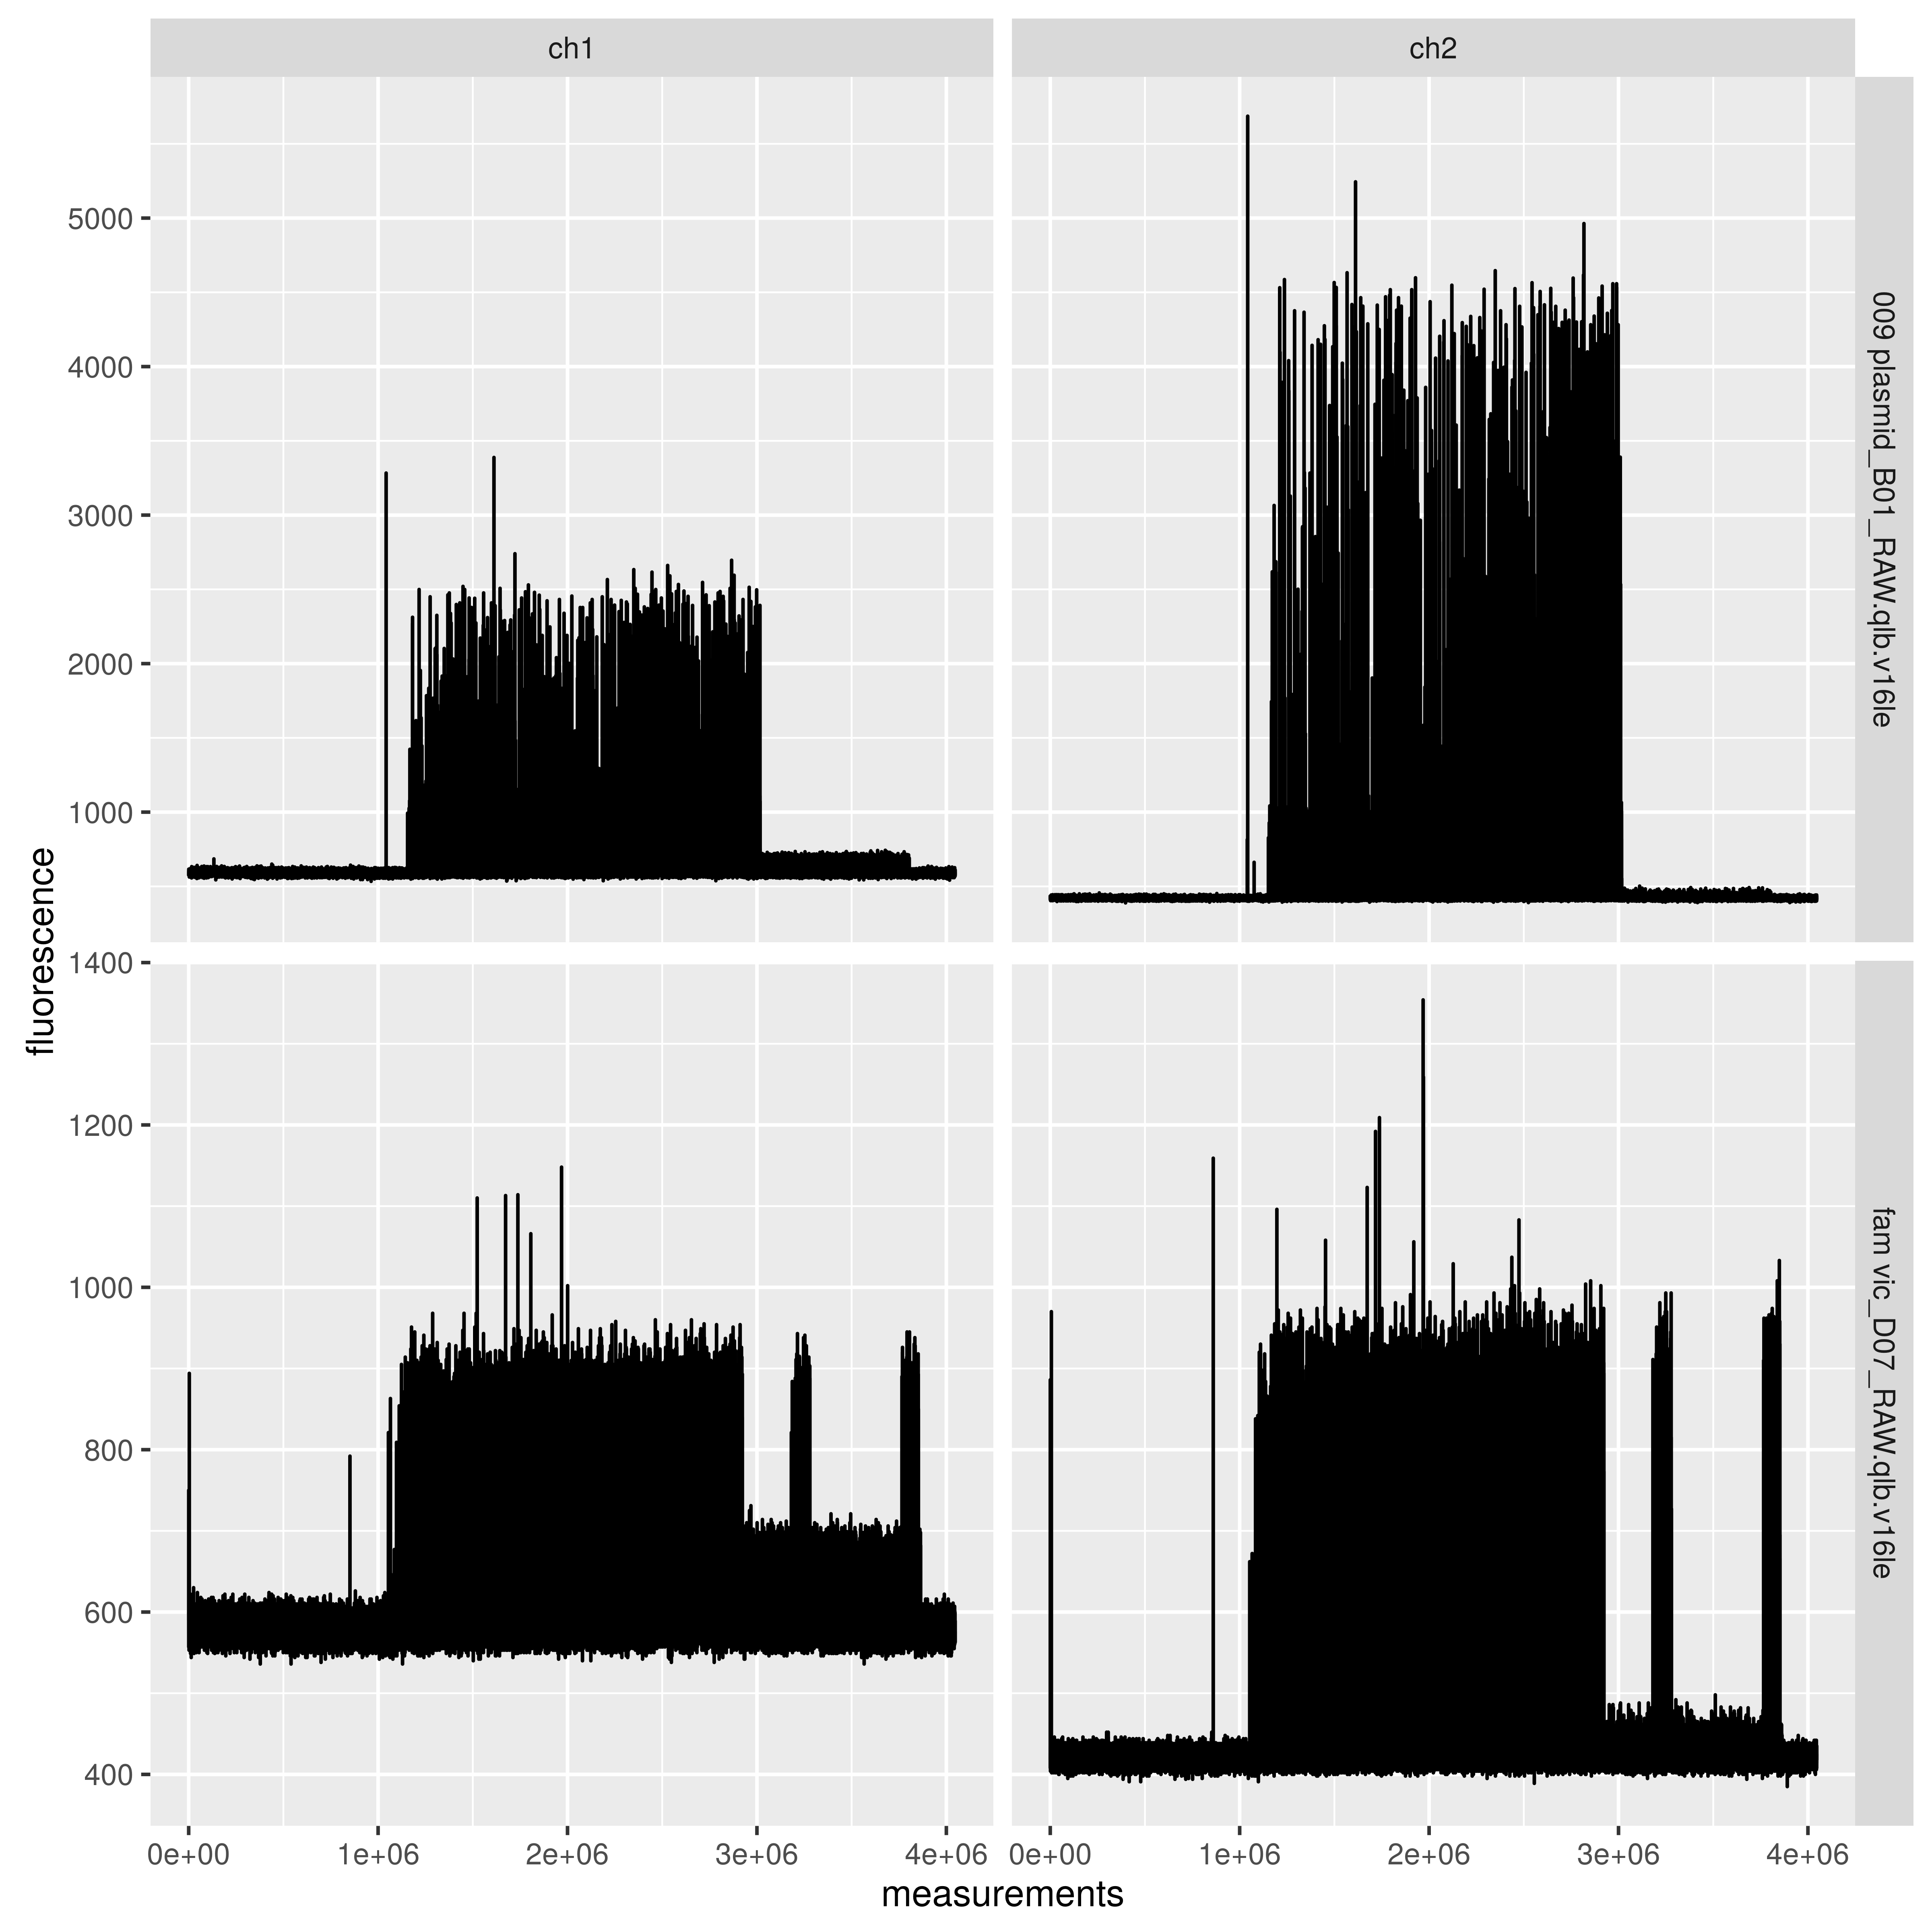 ch1
ch2
5000
4000
3000
2000
1000
009 plasmid_B01_RAW.qlb.v16le
fluorescence
1400
1200
1000
800
600
400
fam vic_D07_RAW.qlb.v16le
0e+00 1e+06 2e+06 3e+06 4e+06 0e+00 1e+06 2e+06 3e+06 4e+06
measurements